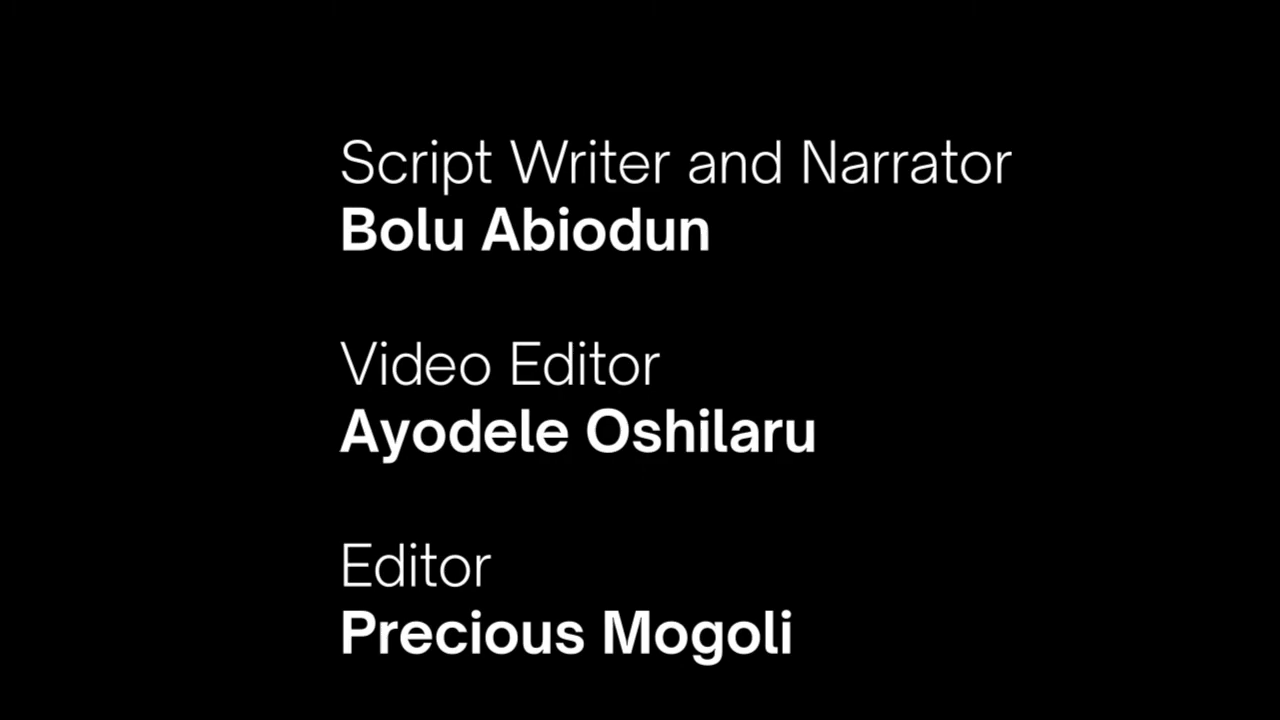 Script Writer and Narrator
Bolu Abiodun
Video Editor
Ayodele Oshilaru
Editor
Precious Mogoli